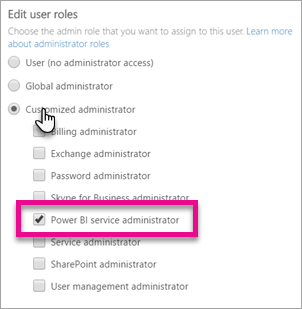 Edit user roles
Choose the admin role that you want to assign to this user. Learn more
about administrator roles
User (no administrator access)
Global administrator
Customized administrator
Billing administrator
Exchange administrator
Password administrator
Skype for Business administrator
Power BI service administrator
Service administrator
SharePoint administrator
User management administrator